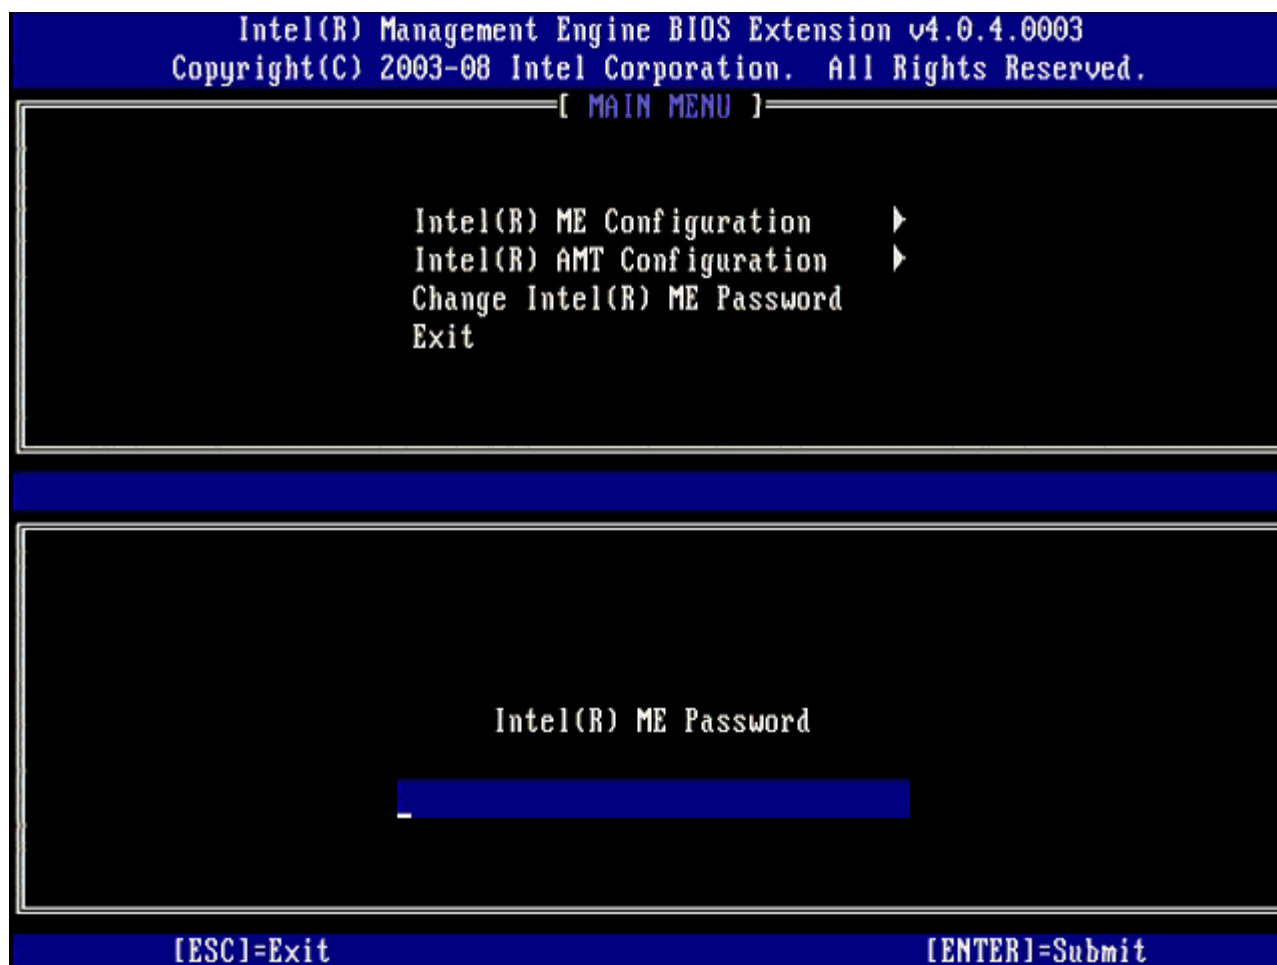 Intel(R) Management Engine BIOS Extension v4.0.4.0003
Copyright(C) 2003-08 Intel Corporation. All Rights Reserved.
[ MAIN MENU ]
Intel(R) ME Configuration
Intel(R) AMT Configuration
Change Intel(R) ME Password
Exit
Intel(R) ME Password
[ESC]=Exit [ENTER]=Submit